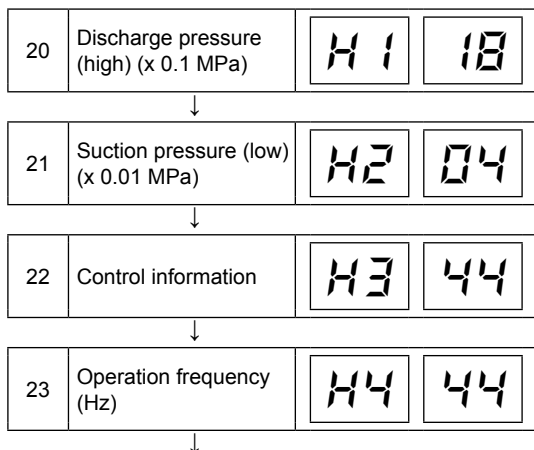 20 Discharge pressure H1 18
(high) (x 0.1 MPa)
↓
21 Suction pressure (low) H2 04
(x 0.01 MPa)
↓
22 Control information H3 44
↓
23 Operation frequency H4 44
(Hz)
↓